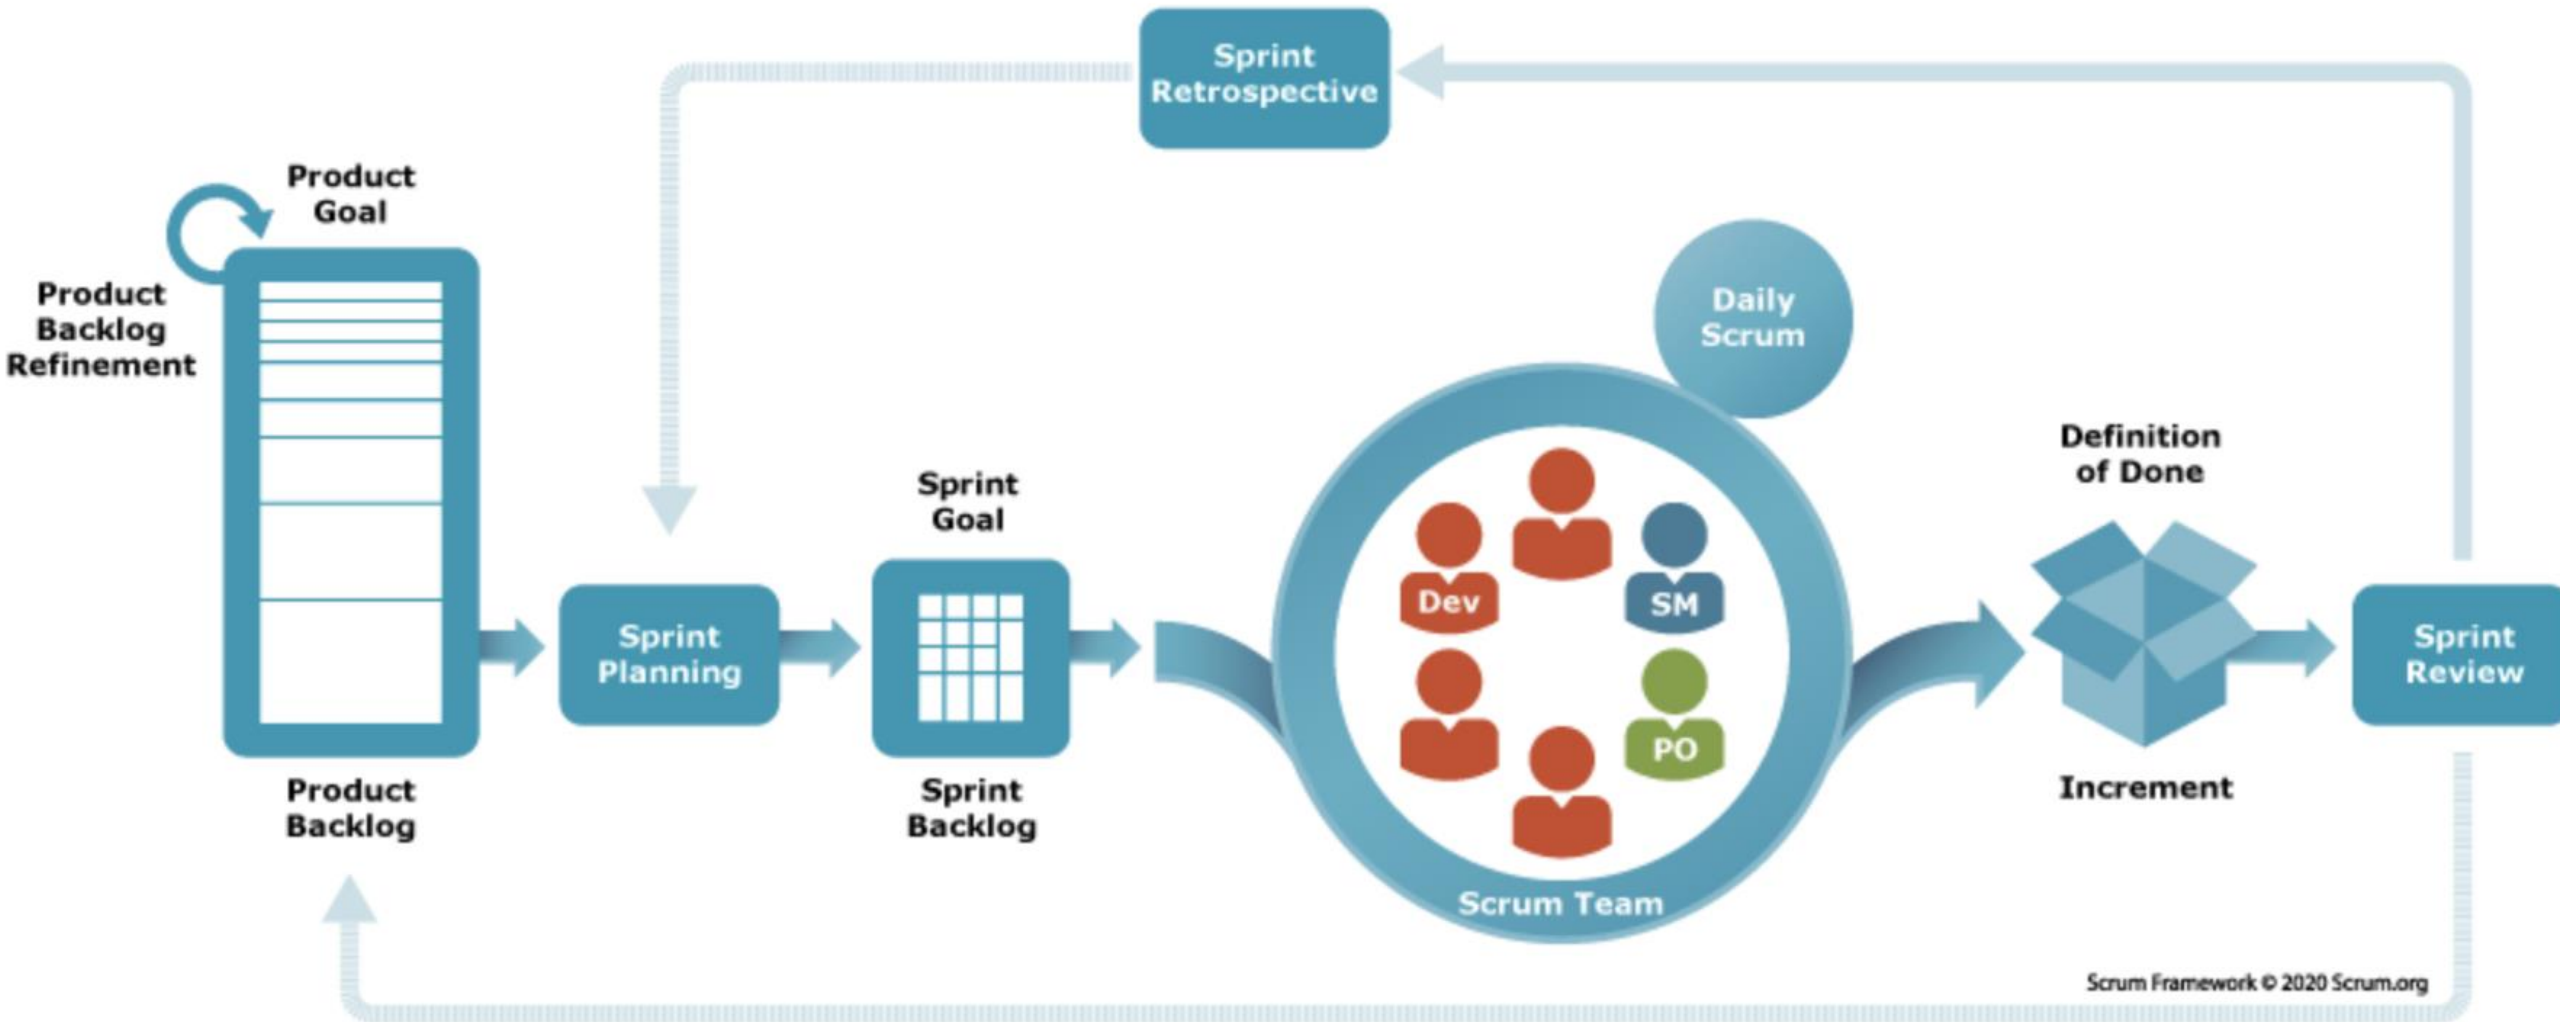 Sprint
Retrospective
Product
Goal
Product
Backlog
Refinement
Daily
Scrum
Definition
of Done
Sprint
Goal
Dev
SM
Sprint
Planning
Sprint
Review
PO
Product
Backlog
Sprint
Backlog
Increment
Scrum Team
Scrum Framework © 2020 Scrum.org